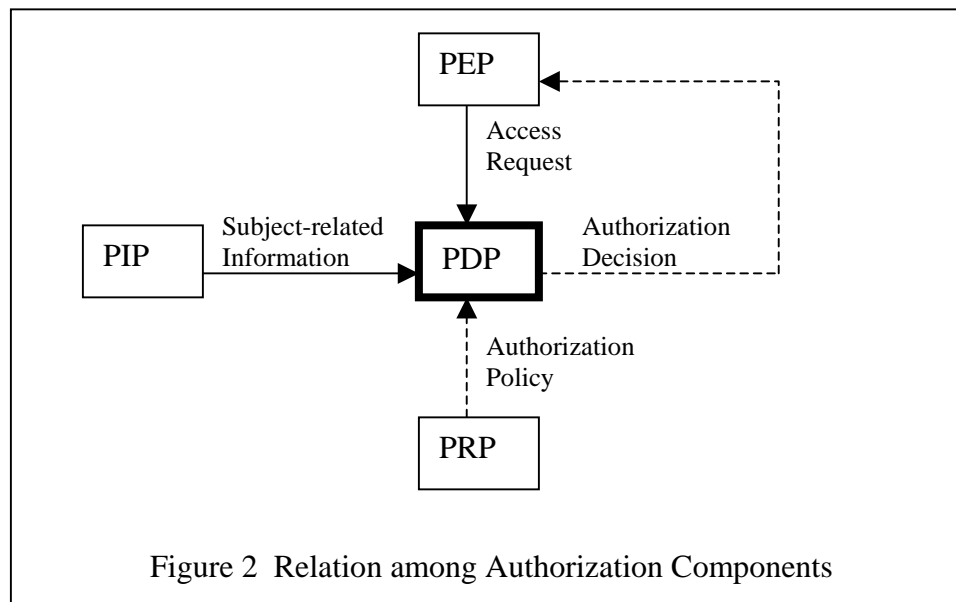 PEP
Access
Request
Subject-related
Information
PIP
PDP
Authorization
Decision
Authorization
Policy
PRP
Figure 2 Relation among Authorization Components